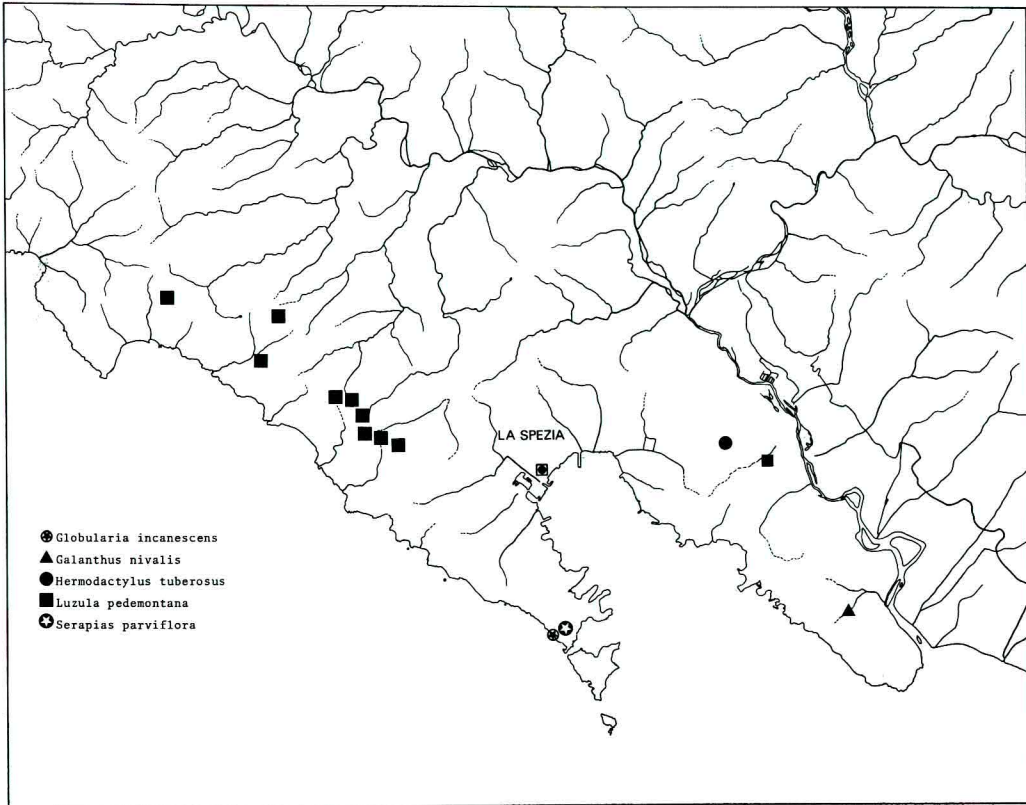 LA SPEZIA
Globularia incanescens
Galanthus nivalis
Hermodactylus tuberosus
Luzula pedemontana
Serapias parviflora